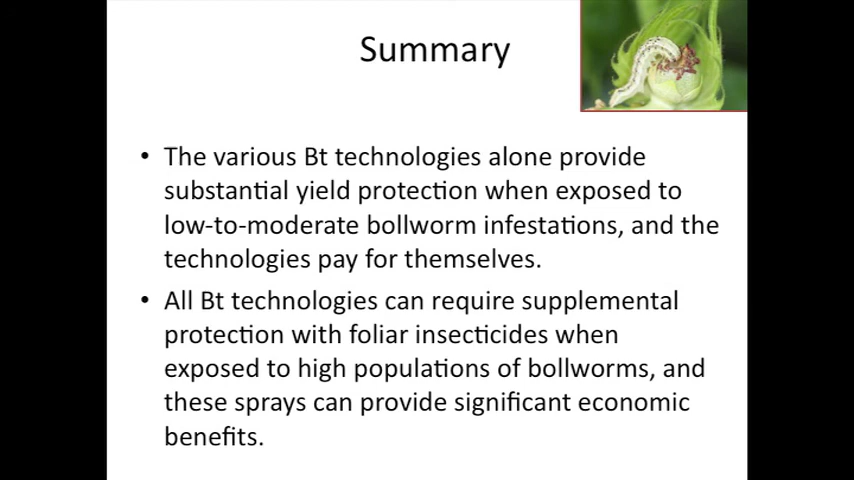 Summary
• The various Bt technologies alone provide
substantial yield protection when exposed to
low-to-moderate bollworm infestations, and the
technologies pay for themselves.
• All Bt technologies can require supplemental
protection with foliar insecticides when
exposed to high populations of bollworms, and
these sprays can provide significant economic
benefits.